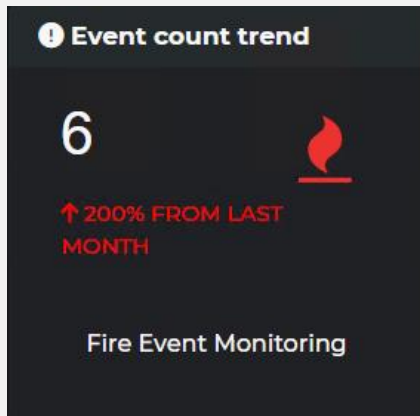 Event count trend
6
↑ 200% FROM LAST
MONTH
Fire Event Monitoring